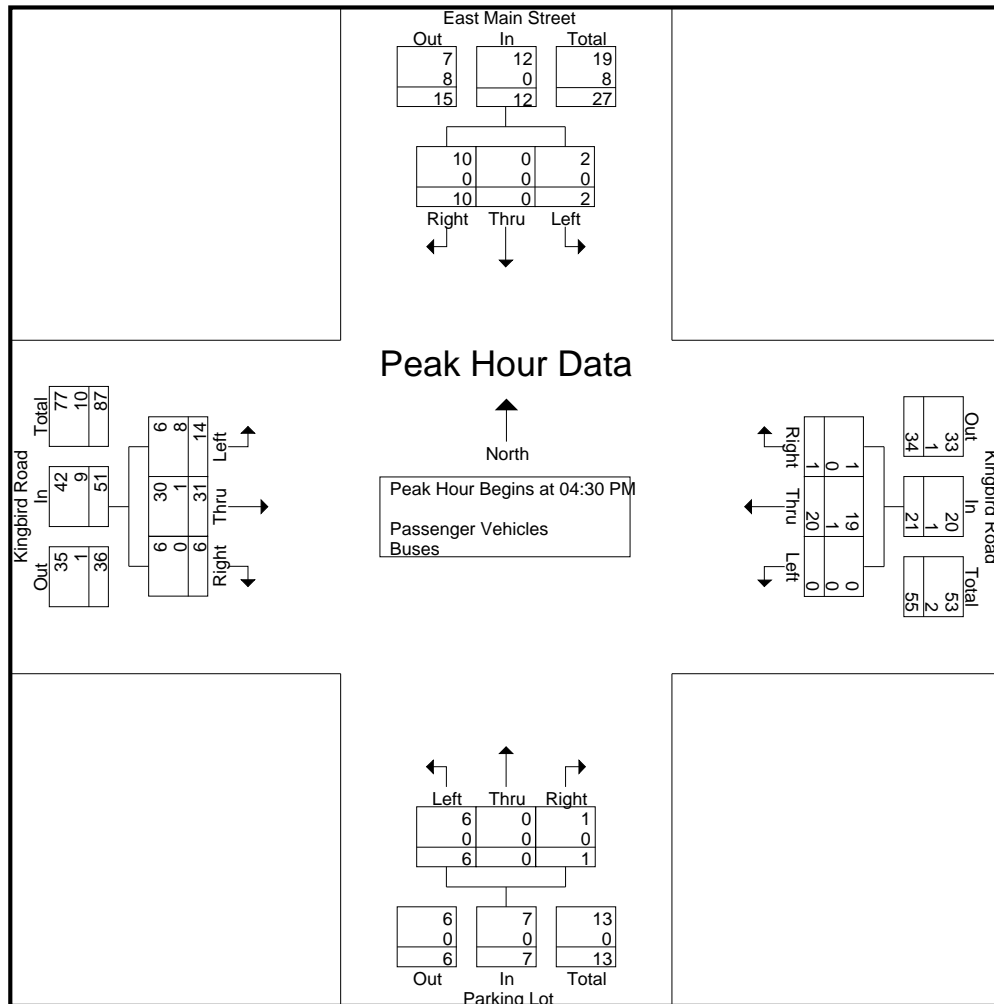 East Main Street
Out In Total
7 12 19
8 0 8
15 12 27
10 0 2
0 0 0
10 0 2
Right Thru Left
Peak Hour Data
North
Peak Hour Begins at 04:30 PM
Passenger Vehicles
Buses
Kingbird Road
Out In Total
35 42 77
1 9 10
36 51 87
6 30 6
0 1 8
6 31 14
Right Thru Left
Kingbird Road
Out In Total
33 20 53
1 1 2
34 21 55
1 19 0
0 1 0
1 20 0
Right Thru Left
Left Thru Right
6 0 1
0 0 0
6 0 1
6 7 13
0 0 0
6 7 13
Out In Total
Parking Lot